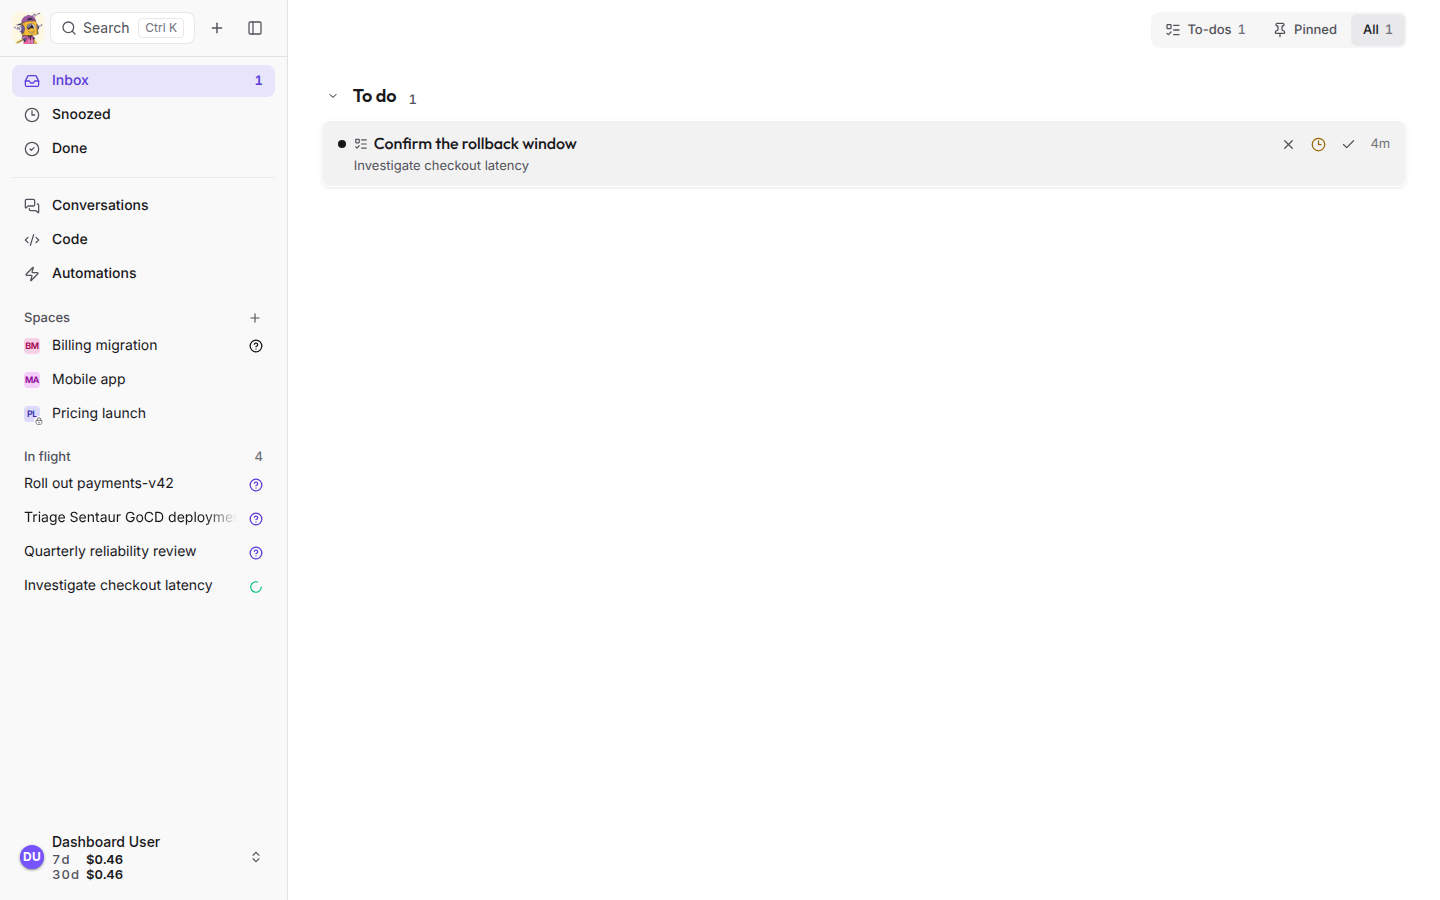 Search Ctrl K
Inbox 1
Snoozed
Done
Conversations
Code
Automations
Spaces
BM Billing migration
MA Mobile app
PL Pricing launch
In flight 4
Roll out payments-v42
Triage Sentaur GoCD deployme
Quarterly reliability review
Investigate checkout latency
DU Dashboard User
7d $0.46
30d $0.46
To-dos 1 Pinned All 1
To do 1
Confirm the rollback window 4m
Investigate checkout latency